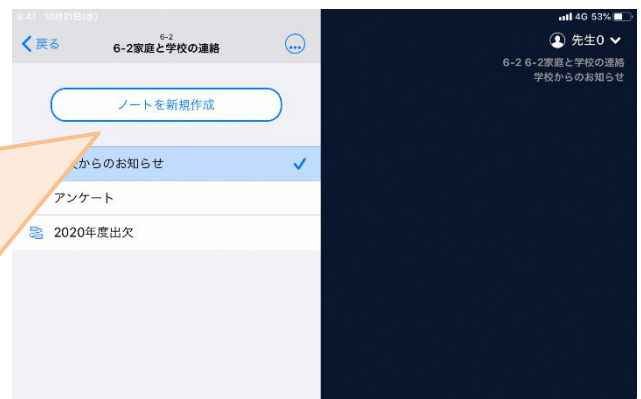 9:41 10月21日(水)
4G 53%
戻る
6-2
6-2家庭と学校の連絡
先生0
6-2 6-2家庭と学校の連絡
学校からのお知らせ
ノートを新規作成
からのお知らせ
アンケート
2020年度出欠